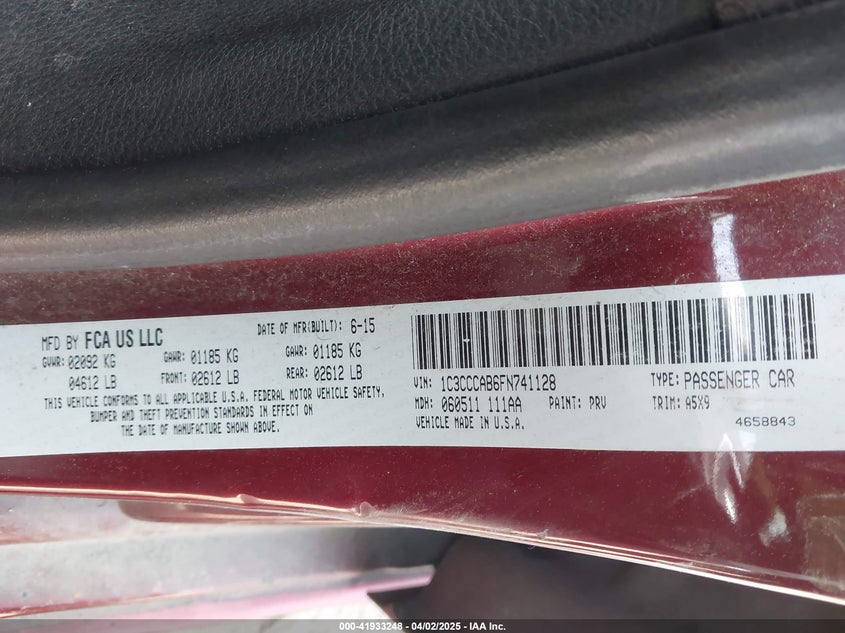 MFD BY FCA US LLC
DATE OF MFR(BUILT): 6-15
GVWR: 02092 KG GAWR: 01185 KG GAWR: 01185 KG
04612 LB FRONT: 02612 LB REAR: 02612 LB
THIS VEHICLE CONFORMS TO ALL APPLICABLE U.S.A. FEDERAL MOTOR VEHICLE SAFETY,
BUMPER AND THEFT PREVENTION STANDARDS IN EFFECT ON
THE DATE OF MANUFACTURE SHOWN ABOVE.
VIN: 1C3CCCAB6FN741128 TYPE: PASSENGER CAR
MDH: 060511 111AA PAINT: PRV TRIM: A5X9
VEHICLE MADE IN U.S.A.
4658843
000-41933248 - 04/02/2025 - IAA Inc.